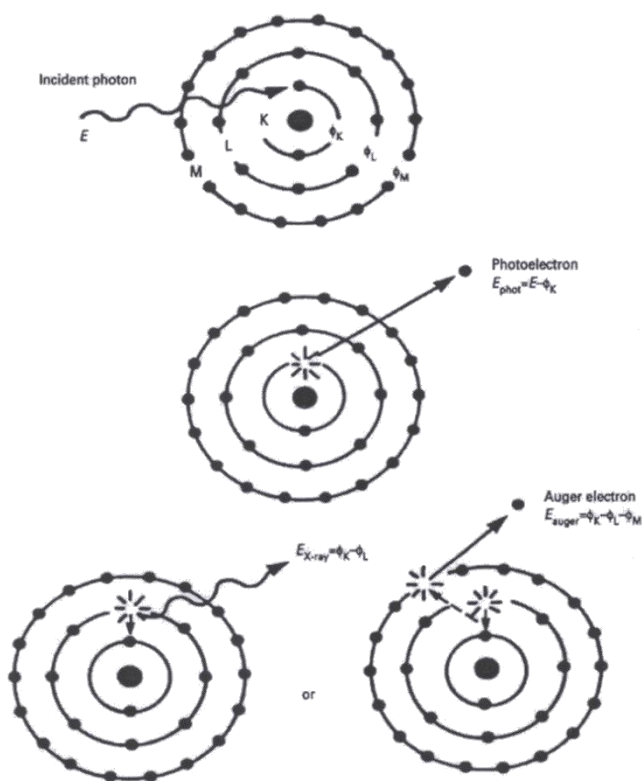 Incident photon
E
K
ϕK
L
ϕL
M
ϕM
Photoelectron
Ephot=E-ϕK
Auger electron
Eauger=ϕK-ϕL-ϕM
EX-ray=ϕK-ϕL
or